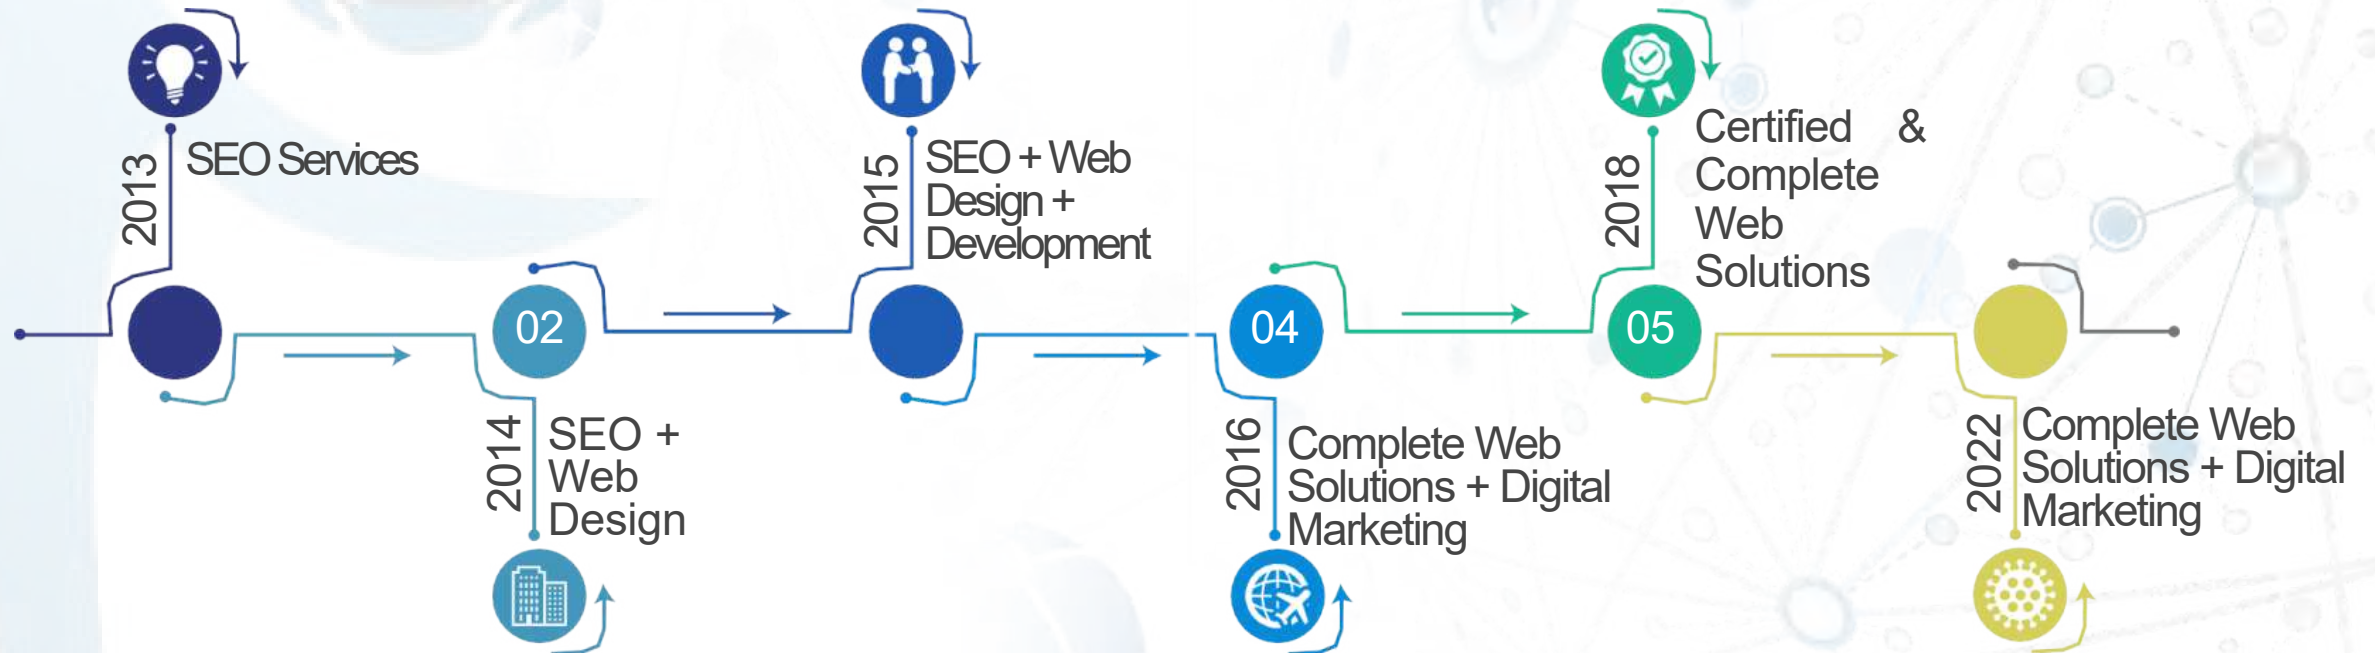 2013
SEO Services
02
2014
SEO +
Web
Design
2015
SEO + Web
Design +
Development
04
2016
Complete Web
Solutions + Digital
Marketing
05
2018
Certified &
Complete
Web
Solutions
2022
Complete Web
Solutions + Digital
Marketing